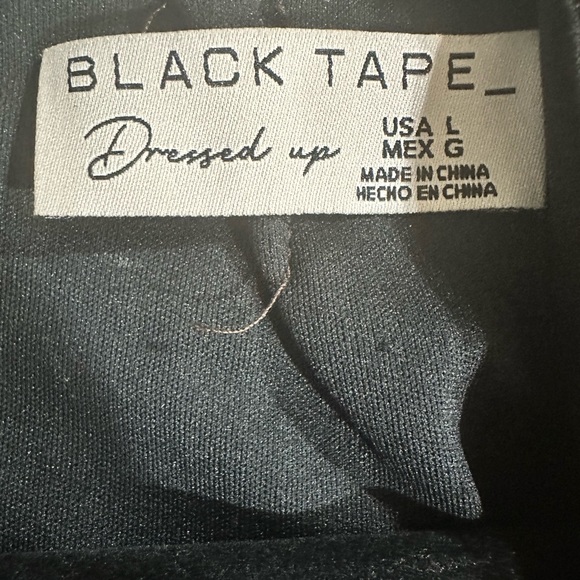 BLACK TAPE_
Dressed up
USA L
MEX G
MADE IN CHINA
HECHO EN CHINA